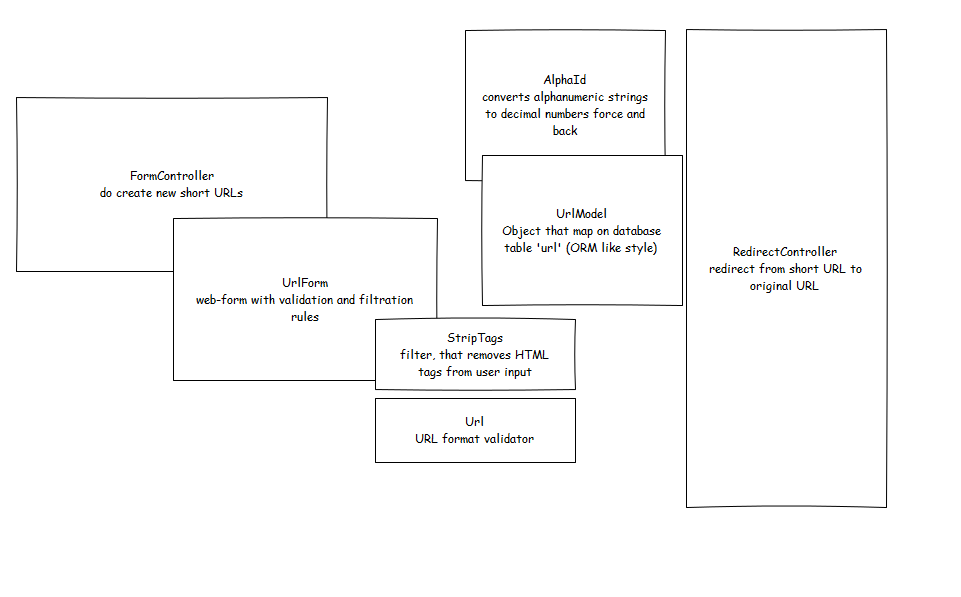 AlphaId
converts alphanumeric strings
to decimal numbers force and
back
FormController
do create new short URLs
UrlModel
Object that map on database
table 'url' (ORM like style)
RedirectController
redirect from short URL to
original URL
UrlForm
web-form with validation and filtration
rules
StripTags
filter, that removes HTML
tags from user input
Url
URL format validator